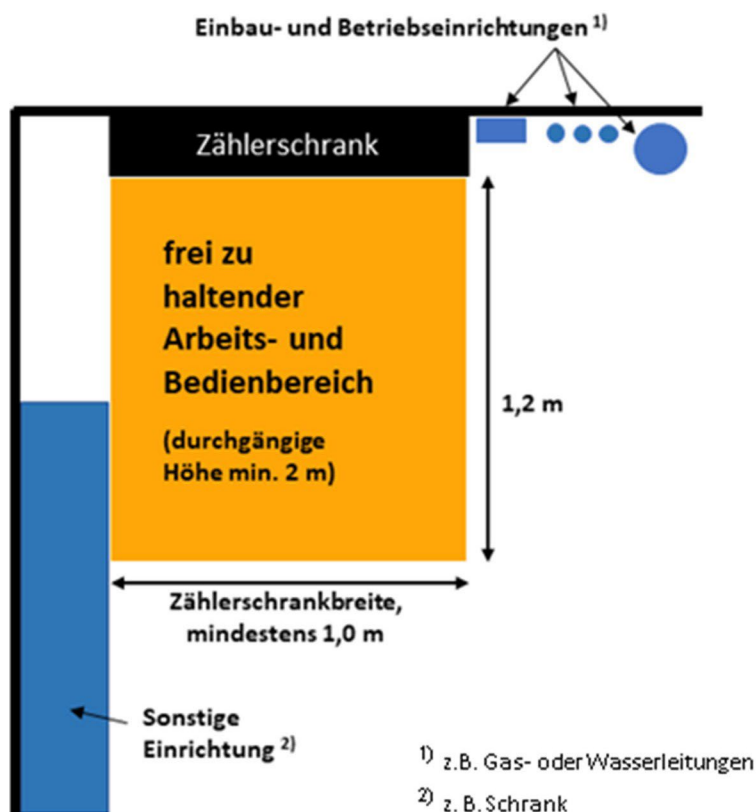 Einbau- und Betriebseinrichtungen 1)
Zählerschrank
frei zu
haltender
Arbeits- und
Bedienbereich
(durchgängige
Höhe min. 2 m)
1,2 m
Zählerschrankbreite,
mindestens 1,0 m
Sonstige
Einrichtung 2)
1) z.B. Gas- oder Wasserleitungen
2) z. B. Schrank